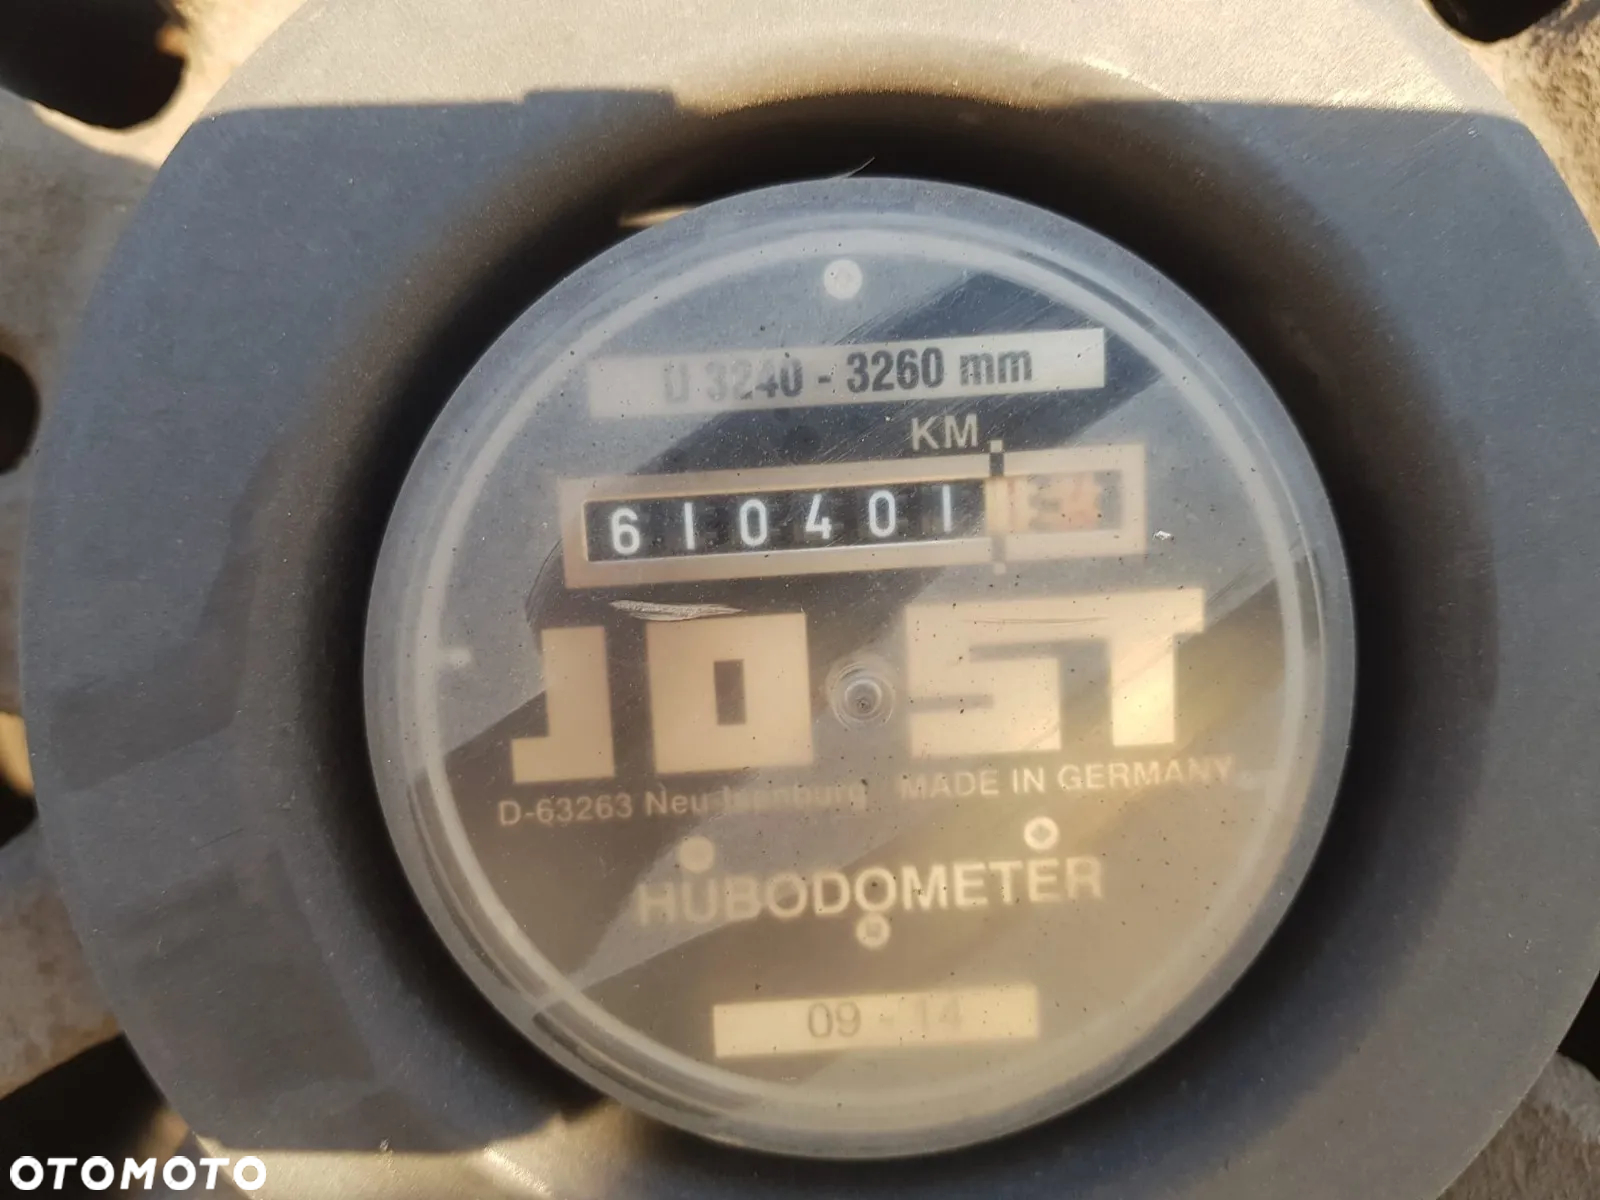 U 3240 - 3260 mm
KM
610401
JOST
D-63263 Neu-Isenburg MADE IN GERMANY
HUBODOMETER
09 - 14
OTOMOTO